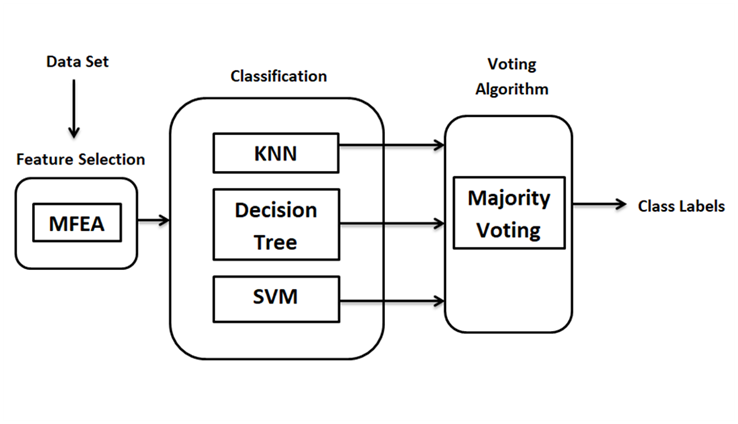 Data Set
Feature Selection
MFEA
Classification
KNN
Decision
Tree
SVM
Voting
Algorithm
Majority
Voting
Class Labels